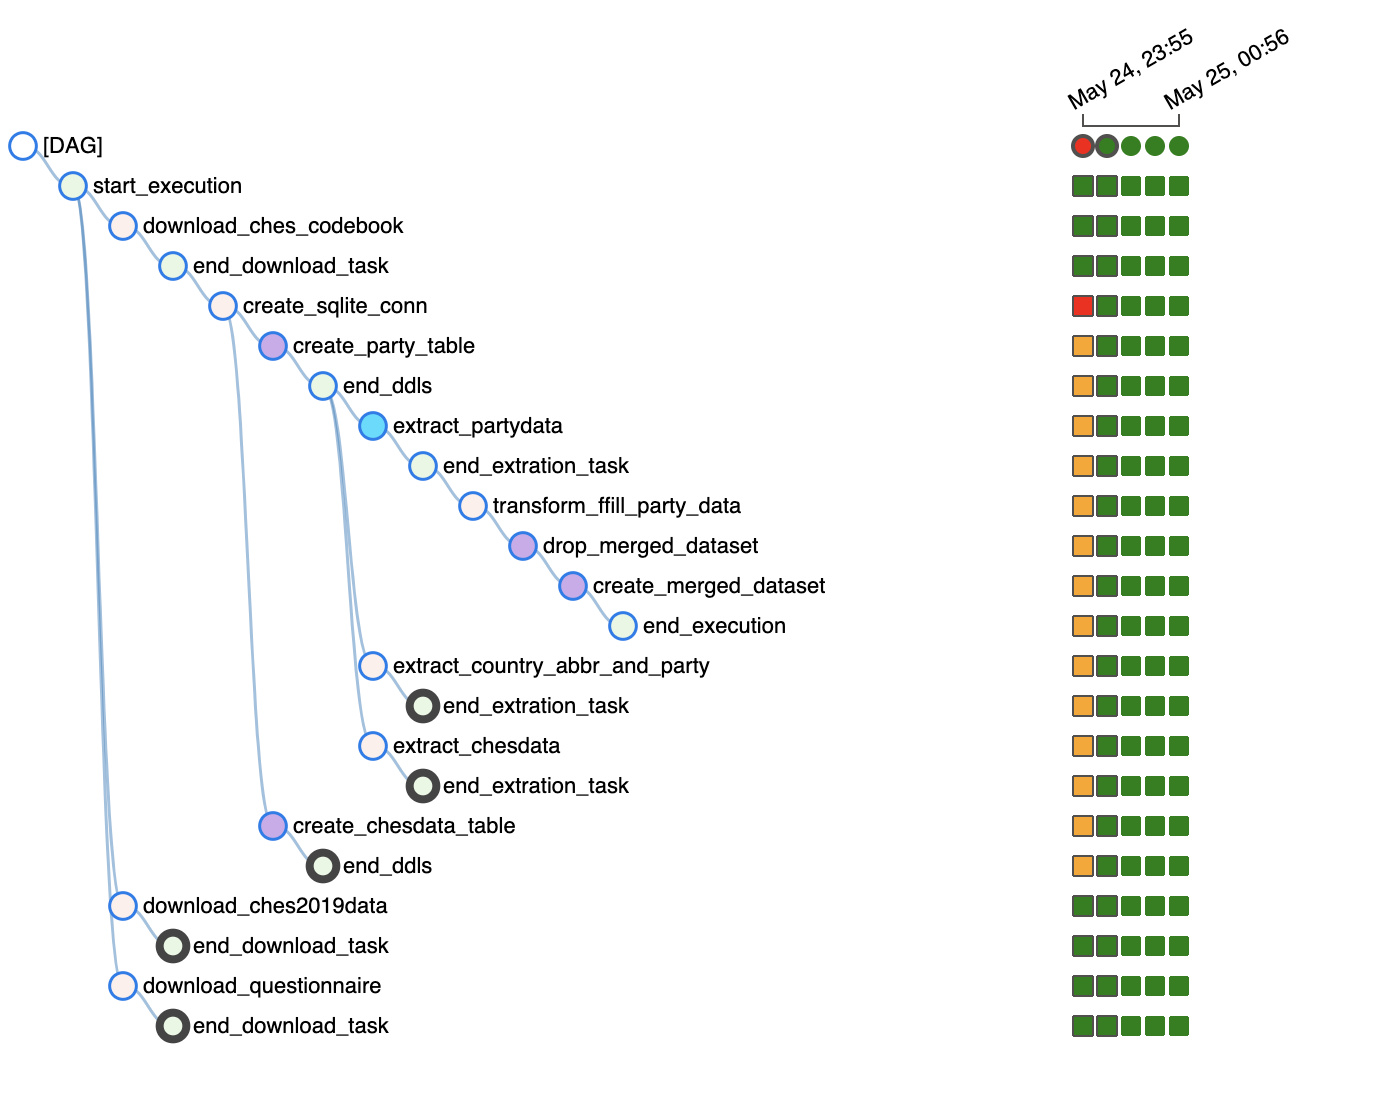 May 24, 23:55
May 25, 00:56
[DAG]
start_execution
download_ches_codebook
end_download_task
create_sqlite_conn
create_party_table
end_ddls
extract_partydata
end_extration_task
transform_ffill_party_data
drop_merged_dataset
create_merged_dataset
end_execution
extract_country_abbr_and_party
end_extration_task
extract_chesdata
end_extration_task
create_chesdata_table
end_ddls
download_ches2019data
end_download_task
download_questionnaire
end_download_task